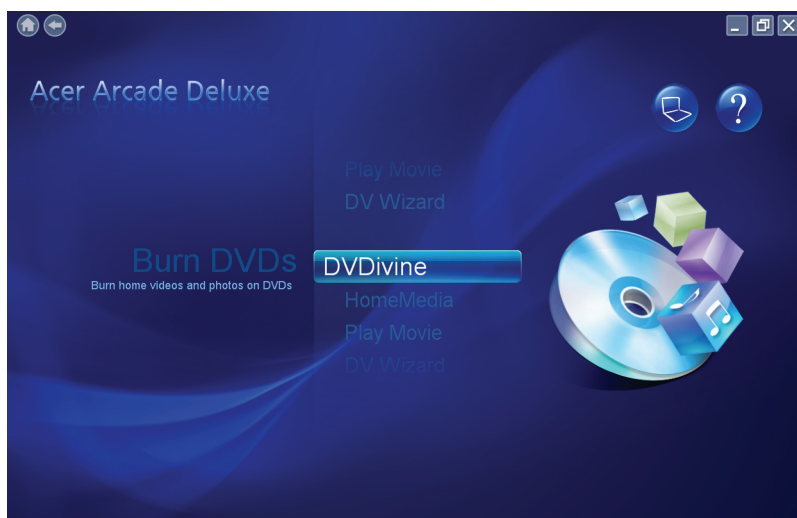 Acer Arcade Deluxe
?
Play Movie
DV Wizard
Burn DVDs
Burn home videos and photos on DVDs
DVDivine
HomeMedia
Play Movie
DV Wizard